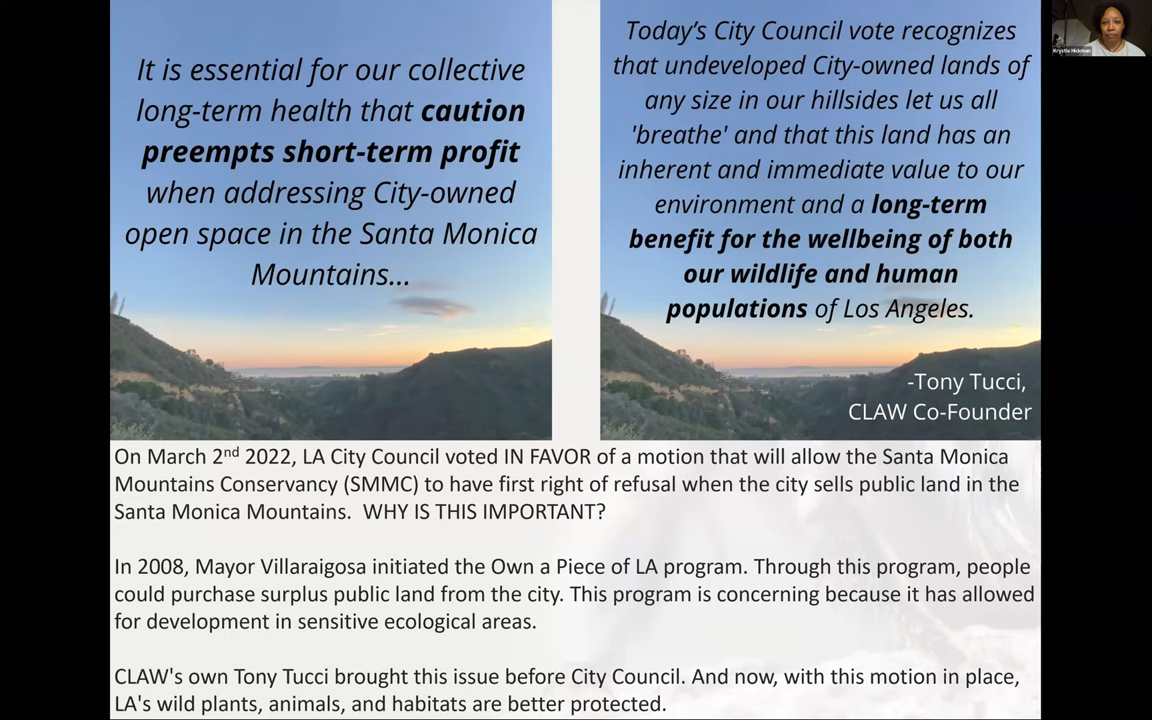 It is essential for our collective
long-term health that caution
preempts short-term profit
when addressing City-owned
open space in the Santa Monica
Mountains...
Today's City Council vote recognizes
that undeveloped City-owned lands of
any size in our hillsides let us all
'breathe' and that this land has an
inherent and immediate value to our
environment and a long-term
benefit for the wellbeing of both
our wildlife and human
populations of Los Angeles.
-Tony Tucci,
CLAW Co-Founder
On March 2nd 2022, LA City Council voted IN FAVOR of a motion that will allow the Santa Monica
Mountains Conservancy (SMMC) to have first right of refusal when the city sells public land in the
Santa Monica Mountains. WHY IS THIS IMPORTANT?
In 2008, Mayor Villaraigosa initiated the Own a Piece of LA program. Through this program, people
could purchase surplus public land from the city. This program is concerning because it has allowed
for development in sensitive ecological areas.
CLAW's own Tony Tucci brought this issue before City Council. And now, with this motion in place,
LA's wild plants, animals, and habitats are better protected.
Krystle Hickman